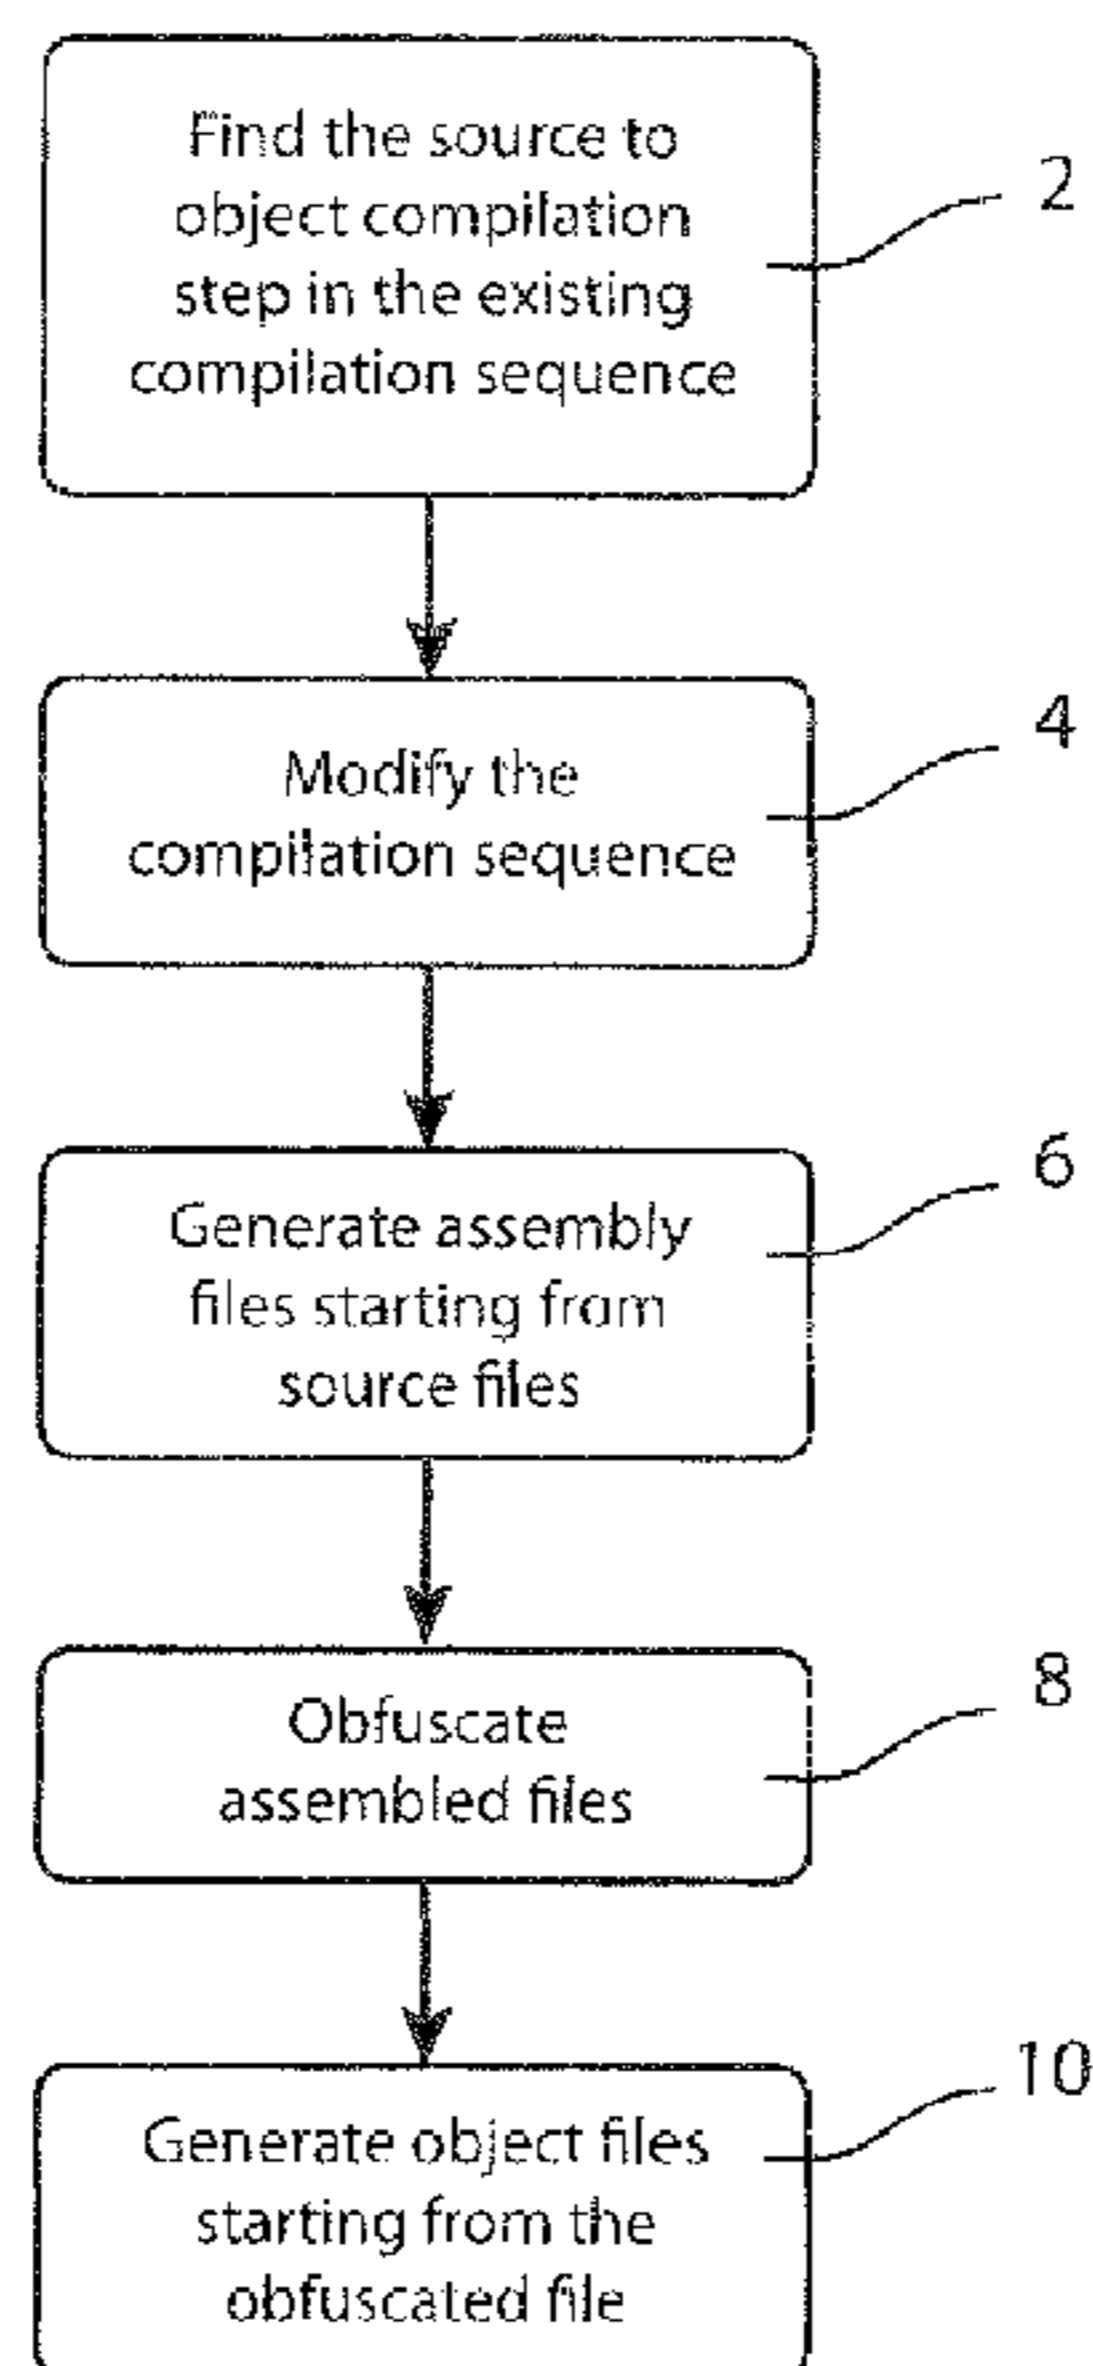 Find the source to
object compilation
step in the existing
compilation sequence
2
Modify the
compilation sequence
4
Generate assembly
files starting from
source files
6
Obfuscate
assembled files
8
Generate object files
starting from the
obfuscated file
10